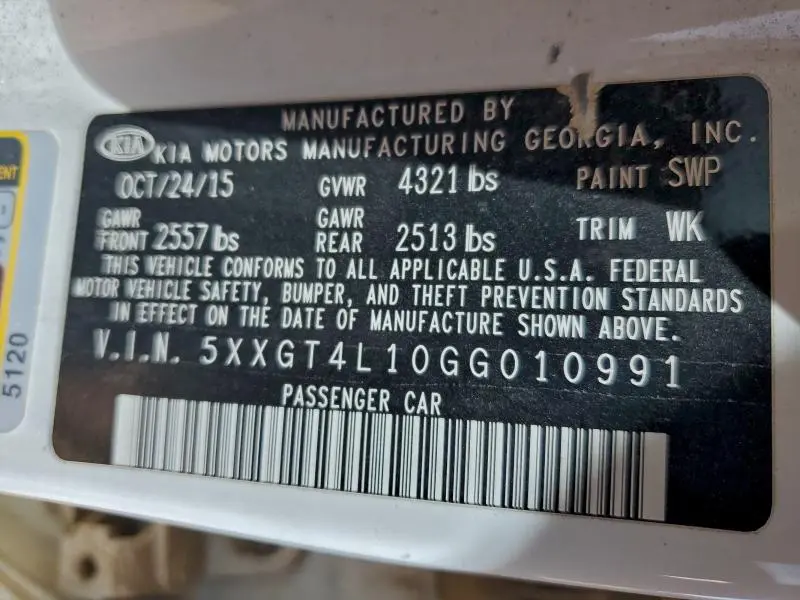 MANUFACTURED BY
KIA KIA MOTORS MANUFACTURING GEORGIA, INC.
OCT/24/15 GVWR 4321 lbs PAINT SWP
GAWR FRONT 2557 lbs GAWR REAR 2513 lbs TRIM WK
THIS VEHICLE CONFORMS TO ALL APPLICABLE U.S.A. FEDERAL
MOTOR VEHICLE SAFETY, BUMPER, AND THEFT PREVENTION STANDARDS
IN EFFECT ON THE DATE OF MANUFACTURE SHOWN ABOVE.
V.I.N. 5XXGT4L10GG010991
PASSENGER CAR
5120